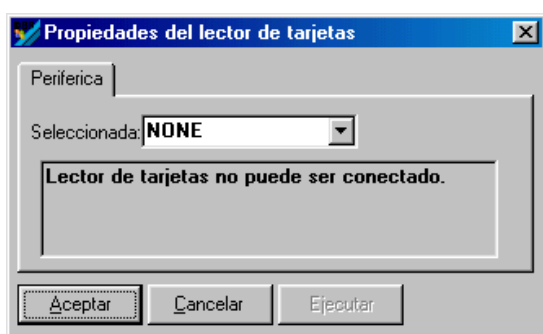 Propiedades del lector de tarjetas
Periferica
Seleccionada: NONE
Lector de tarjetas no puede ser conectado.
Aceptar Cancelar Ejecutar